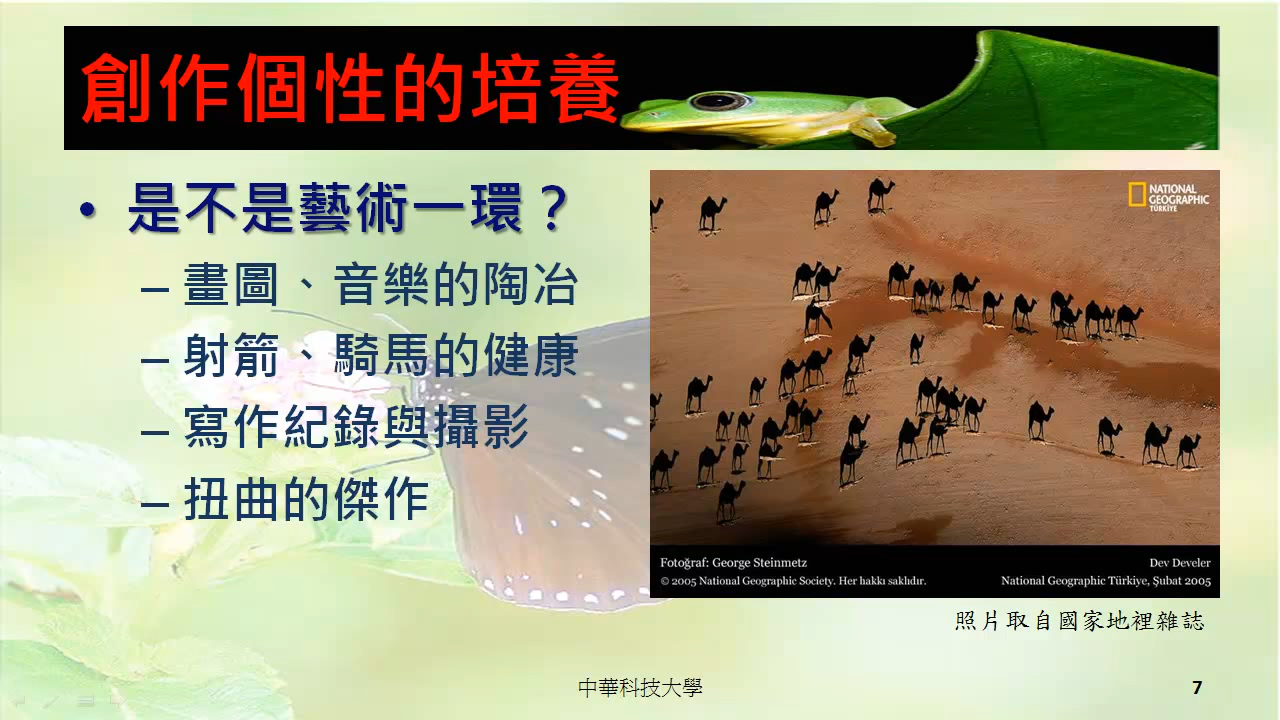 創作個性的培養
• 是不是藝術一環？
– 畫圖、音樂的陶冶
– 射箭、騎馬的健康
– 寫作紀錄與攝影
– 扭曲的傑作
NATIONAL
GEOGRAPHIC
TÜRKİYE
Fotoğraf: George Steinmetz
Dev Develer
© 2005 National Geographic Society. Her hakkı saklıdır.
National Geographic Türkiye, Şubat 2005
照片取自國家地裡雜誌
中華科技大學
7